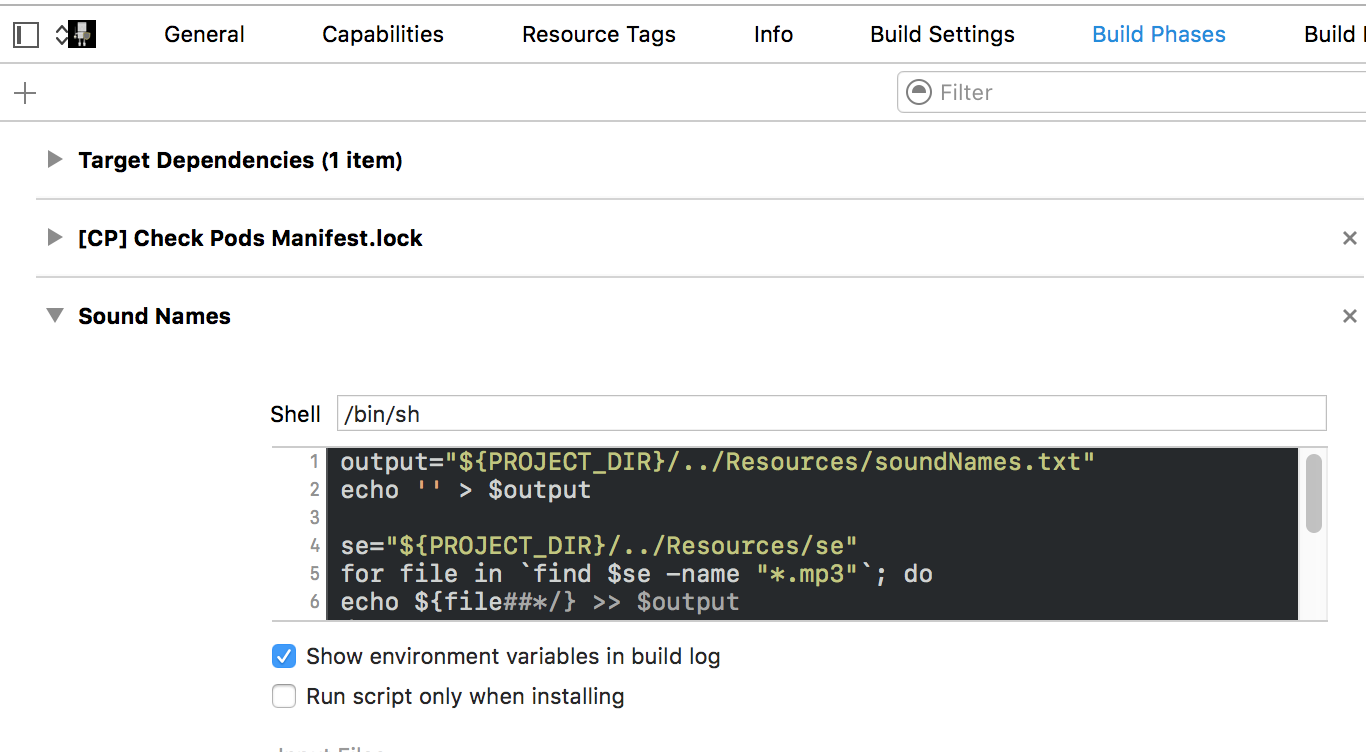 General Capabilities Resource Tags Info Build Settings Build Phases Build
Filter
Target Dependencies (1 item)
[CP] Check Pods Manifest.lock
Sound Names
Shell /bin/sh
1 output="${PROJECT_DIR}/../Resources/soundNames.txt"
2 echo '' > $output
3
4 se="${PROJECT_DIR}/../Resources/se"
5 for file in `find $se -name "*.mp3"`; do
6 echo ${file##*/} >> $output
Show environment variables in build log
Run script only when installing